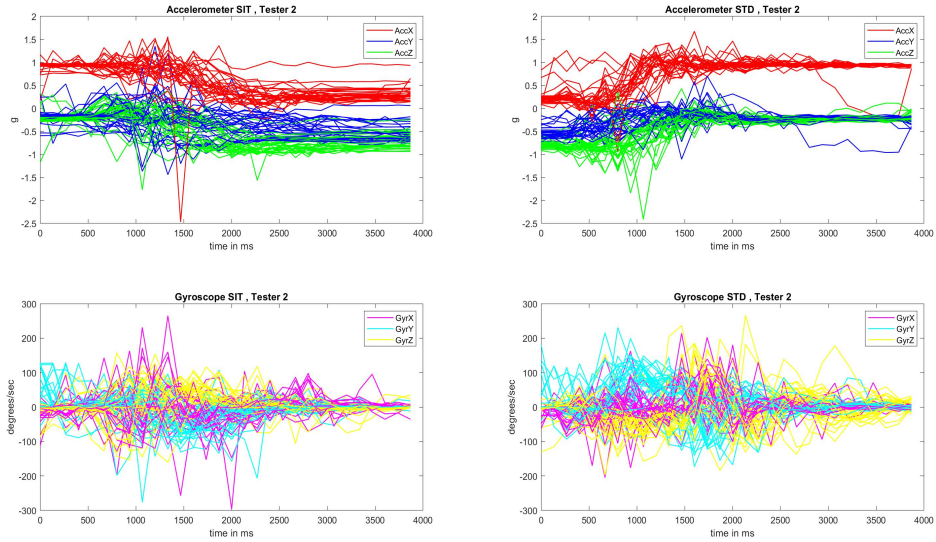 Accelerometer SIT , Tester 2
2
1.5
1
0.5
0
-0.5
-1
-1.5
-2
-2.5
g
AccX
AccY
AccZ
0 500 1000 1500 2000 2500 3000 3500 4000
time in ms
Accelerometer STD , Tester 2
2
1.5
1
0.5
0
-0.5
-1
-1.5
-2
-2.5
g
AccX
AccY
AccZ
0 500 1000 1500 2000 2500 3000 3500 4000
time in ms
Gyroscope SIT , Tester 2
300
200
100
0
-100
-200
-300
degrees/sec
GyrX
GyrY
GyrZ
0 500 1000 1500 2000 2500 3000 3500 4000
time in ms
Gyroscope STD , Tester 2
300
200
100
0
-100
-200
-300
degrees/sec
GyrX
GyrY
GyrZ
0 500 1000 1500 2000 2500 3000 3500 4000
time in ms